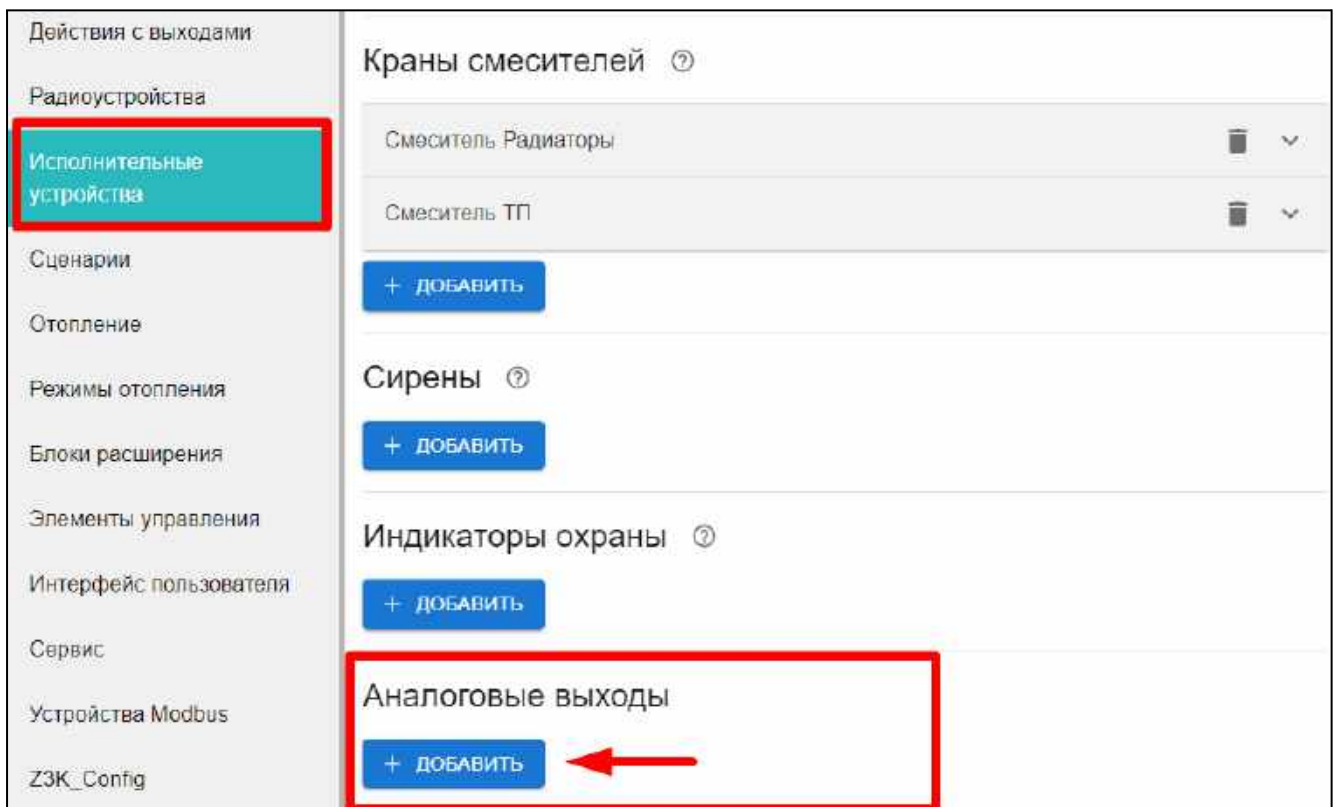 Действия с выходами
Радиоустройства
Исполнительные
устройства
Сценарии
Отопление
Режимы отопления
Блоки расширения
Элементы управления
Интерфейс пользователя
Сервис
Устройства Modbus
Z3K_Config
Краны смесителей ?
Смеситель Радиаторы
Смеситель ТП
+ ДОБАВИТЬ
Сирены ?
+ ДОБАВИТЬ
Индикаторы охраны ?
+ ДОБАВИТЬ
Аналоговые выходы
+ ДОБАВИТЬ